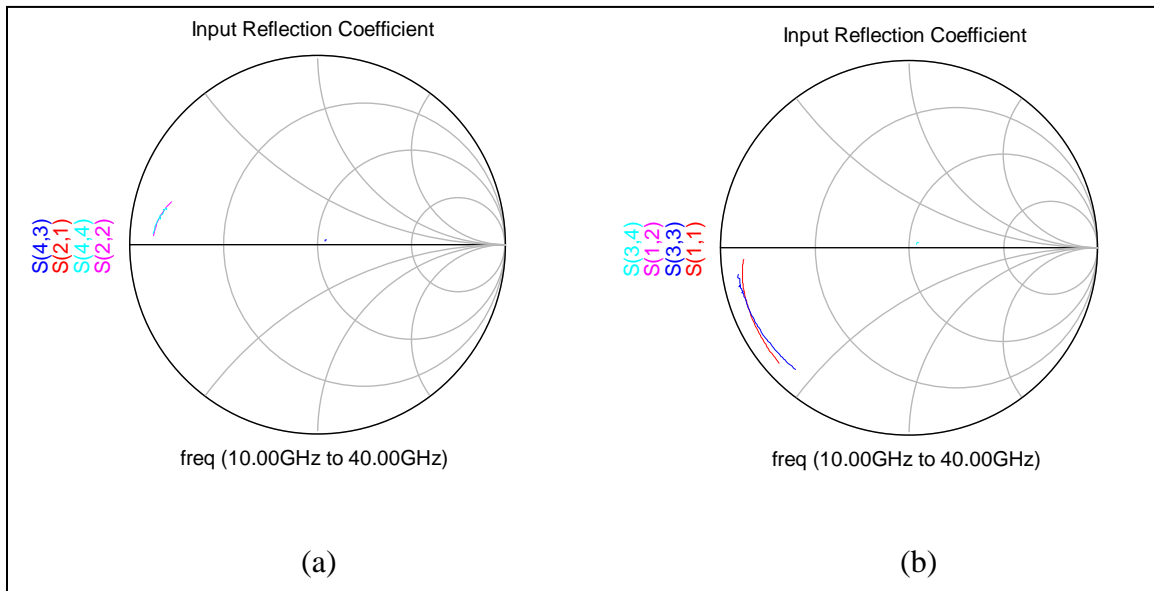 Input Reflection Coefficient
S(4,3)
S(2,1)
S(4,4)
S(2,2)
freq (10.00GHz to 40.00GHz)
(a)
Input Reflection Coefficient
S(3,4)
S(1,2)
S(3,3)
S(1,1)
freq (10.00GHz to 40.00GHz)
(b)